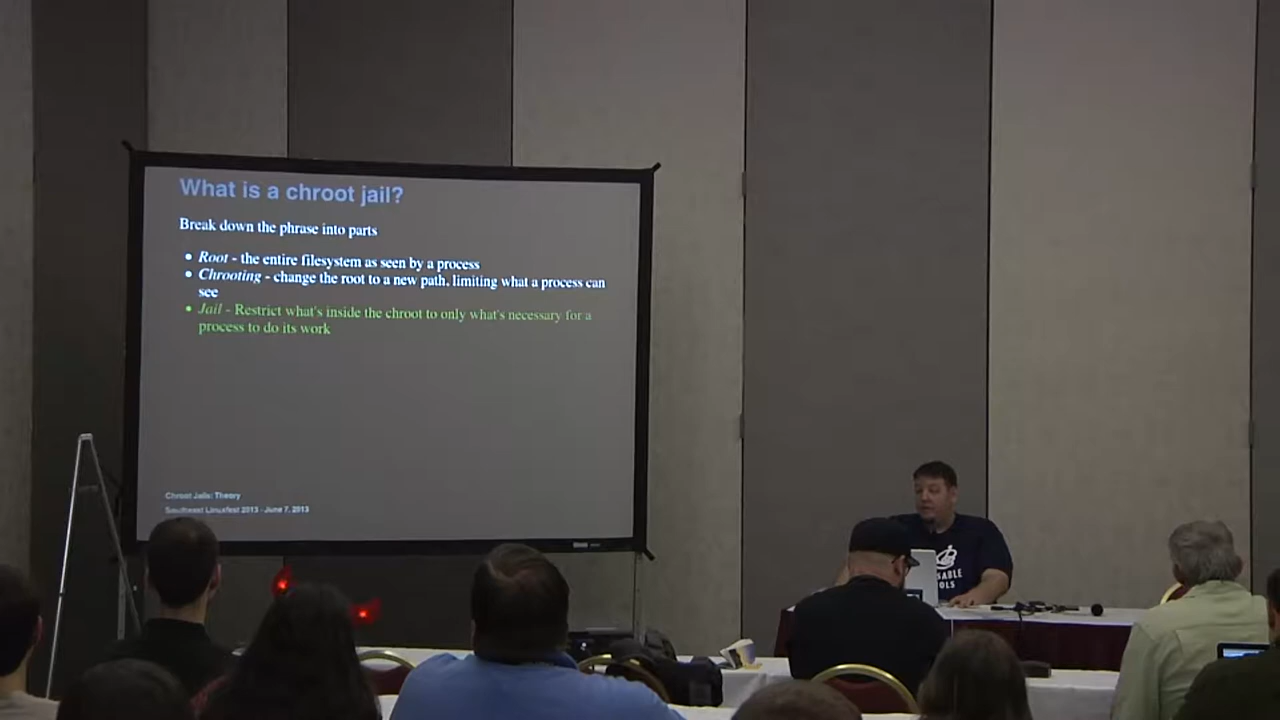 What is a chroot jail?
Break down the phrase into parts
• Root - the entire filesystem as seen by a process
• Chrooting - change the root to a new path, limiting what a process can
see
• Jail - Restrict what's inside the chroot to only what's necessary for a
process to do its work
Chroot Jails: Theory
Southeast Linuxfest 2013 - June 7, 2013